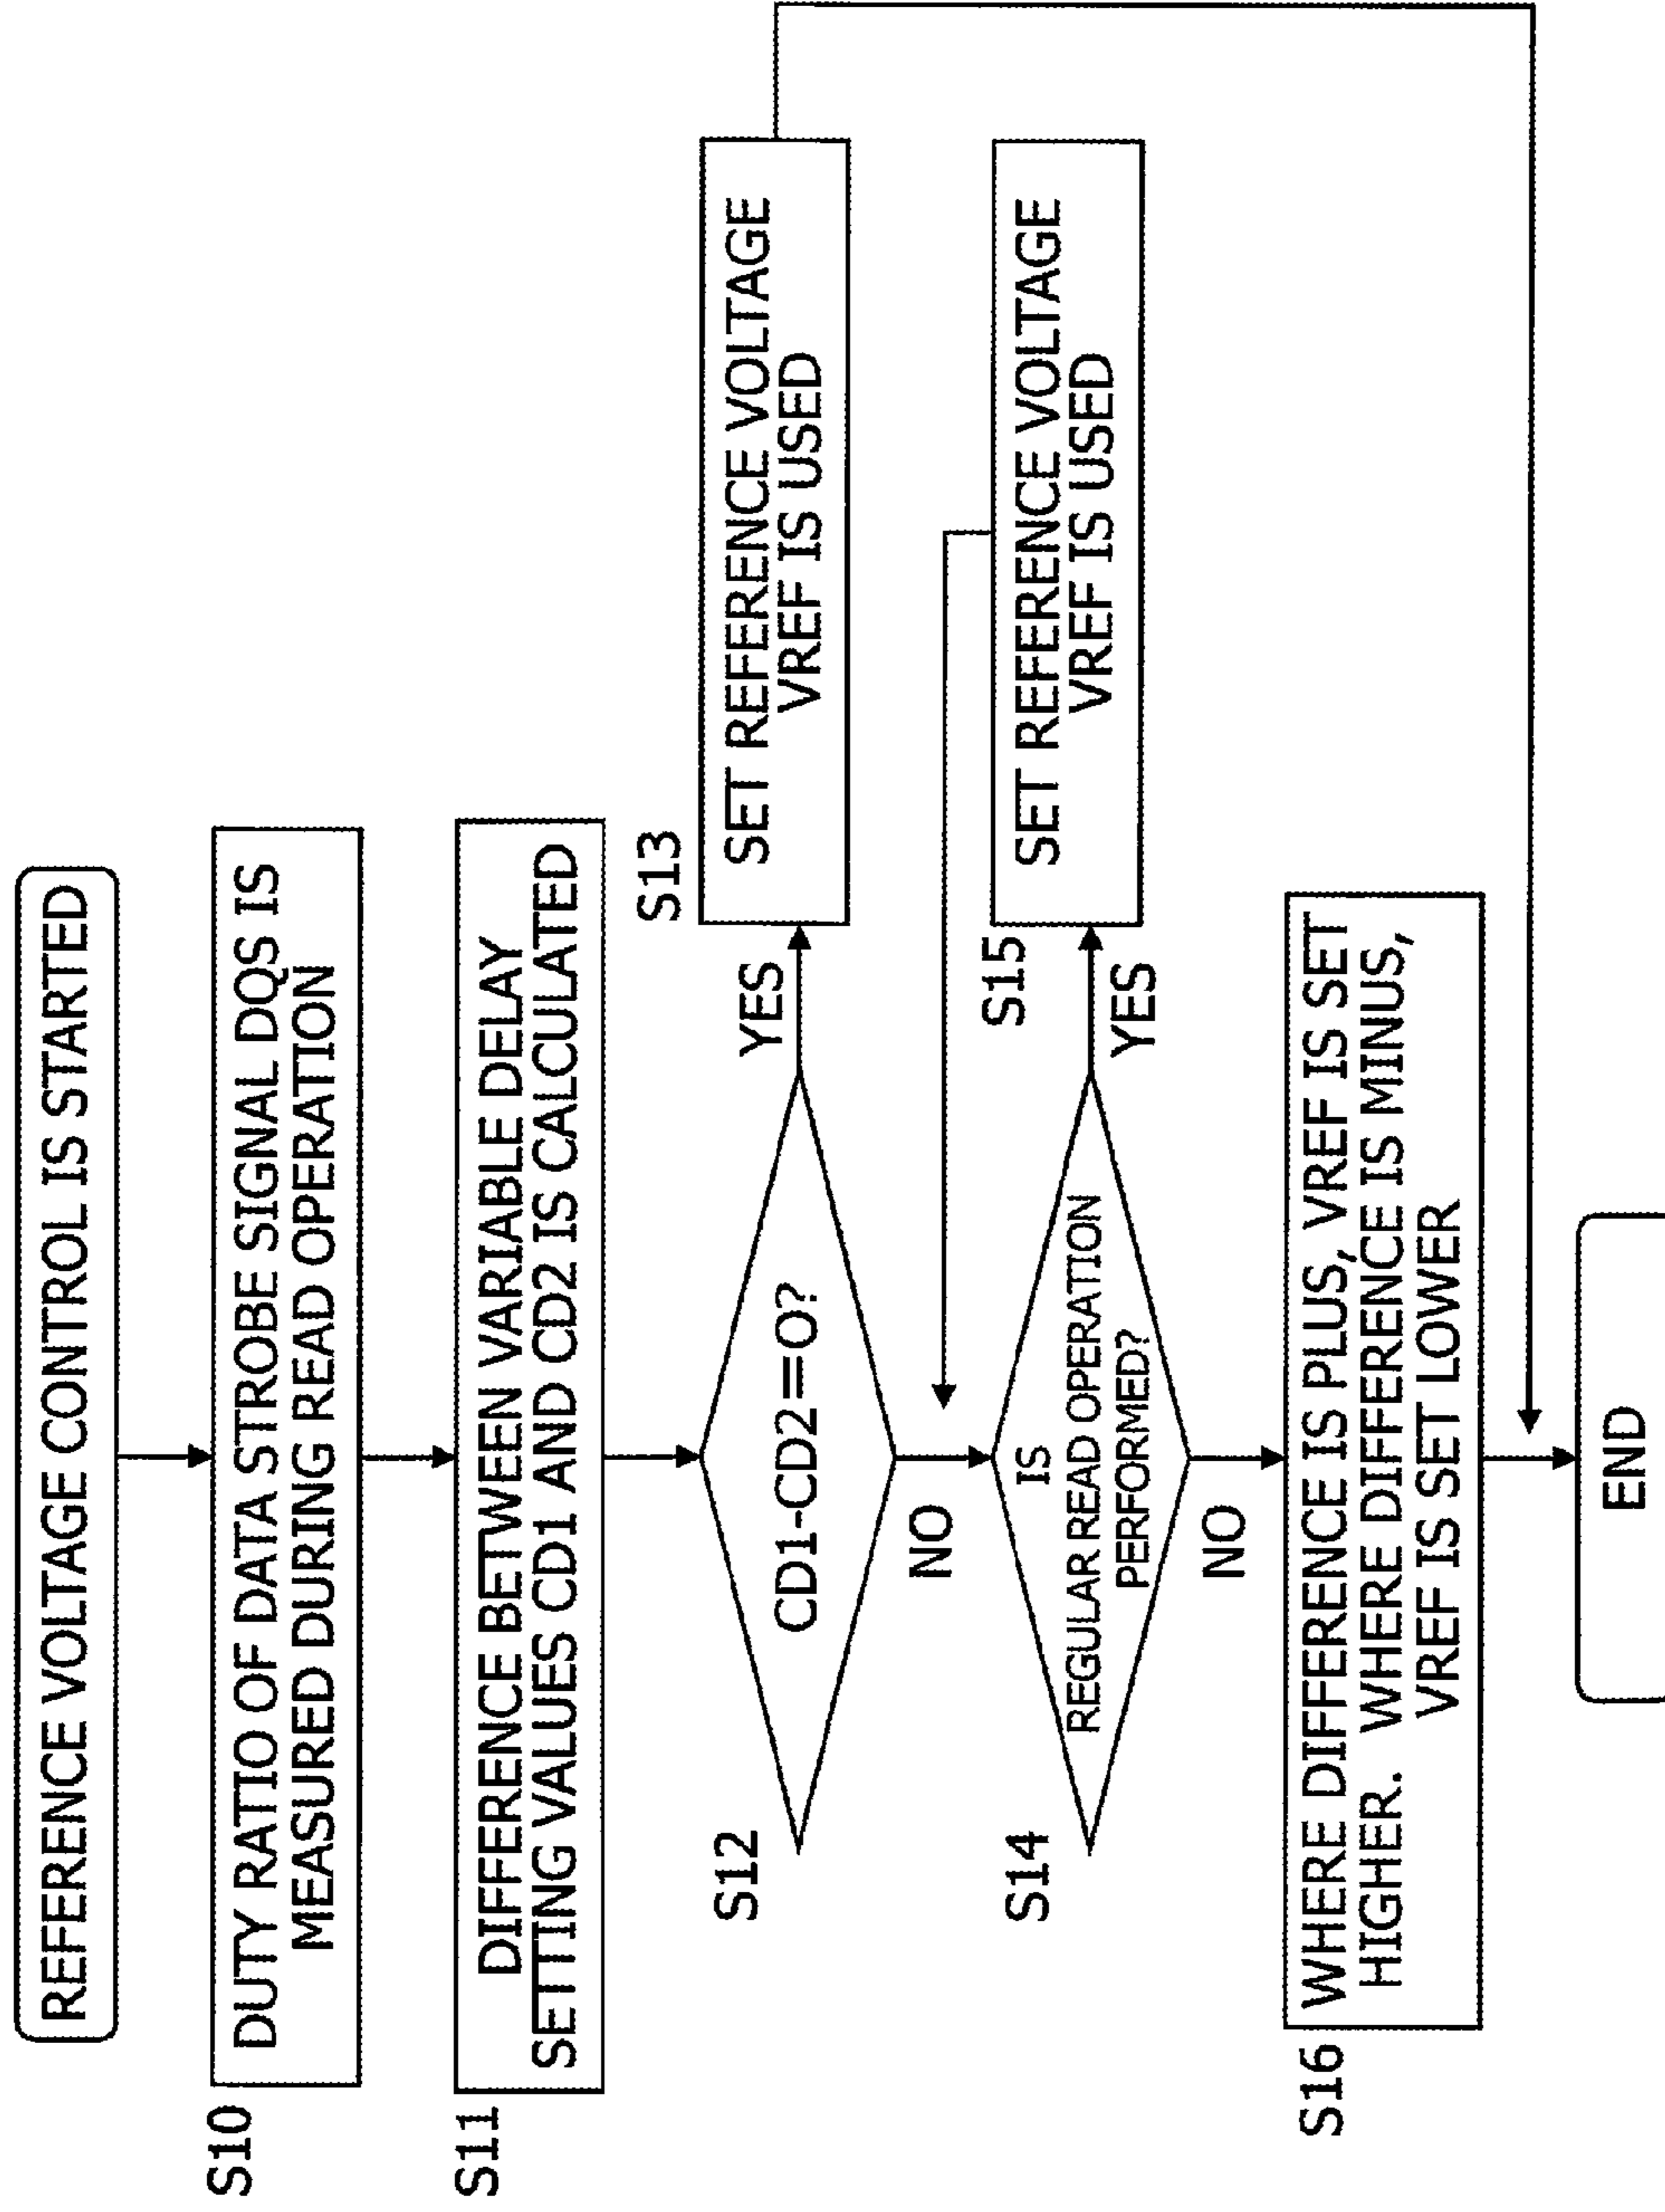 REFERENCE VOLTAGE CONTROL IS STARTED
S10
DUTY RATIO OF DATA STROBE SIGNAL DQS IS
MEASURED DURING READ OPERATION
S11
DIFFERENCE BETWEEN VARIABLE DELAY
SETTING VALUES CD1 AND CD2 IS CALCULATED
S12
CD1-CD2=O?
YES
S13
SET REFERENCE VOLTAGE
VREF IS USED
NO
S14
IS
REGULAR READ OPERATION
PERFORMED?
YES
S15
SET REFERENCE VOLTAGE
VREF IS USED
NO
S16
WHERE DIFFERENCE IS PLUS, VREF IS SET
HIGHER. WHERE DIFFERENCE IS MINUS,
VREF IS SET LOWER
END